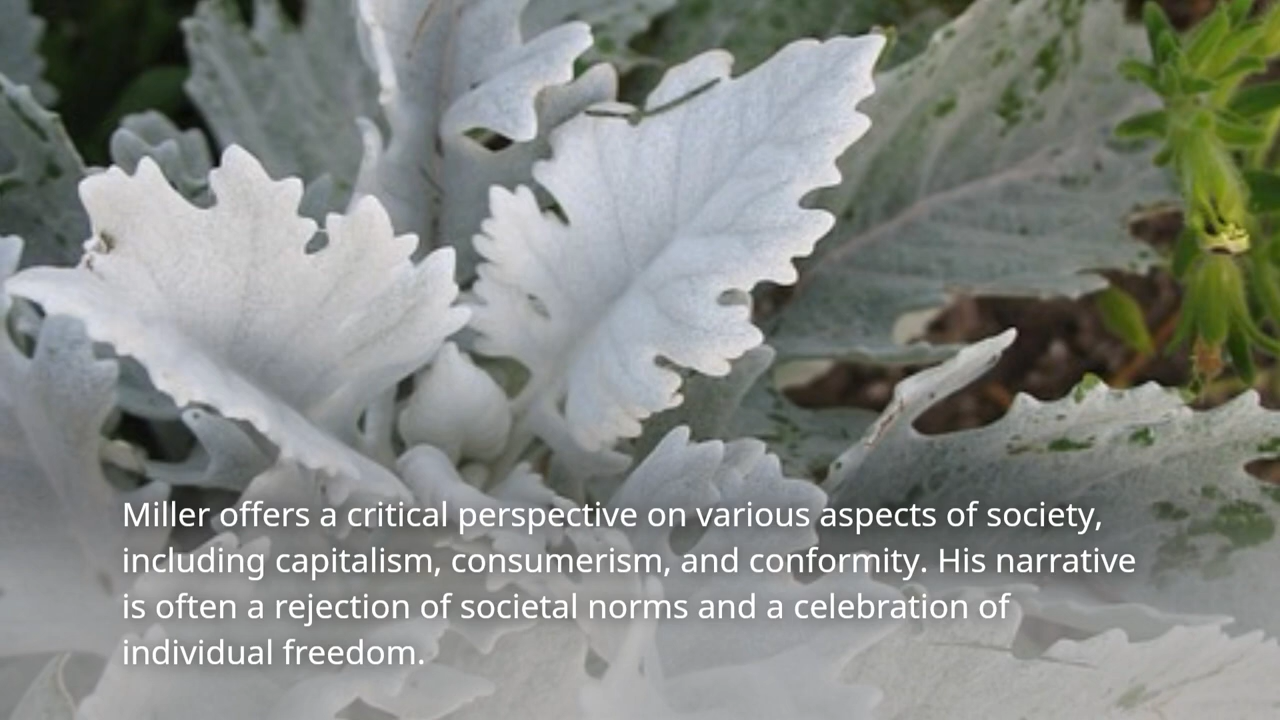 Miller offers a critical perspective on various aspects of society,
including capitalism, consumerism, and conformity. His narrative
is often a rejection of societal norms and a celebration of
individual freedom.